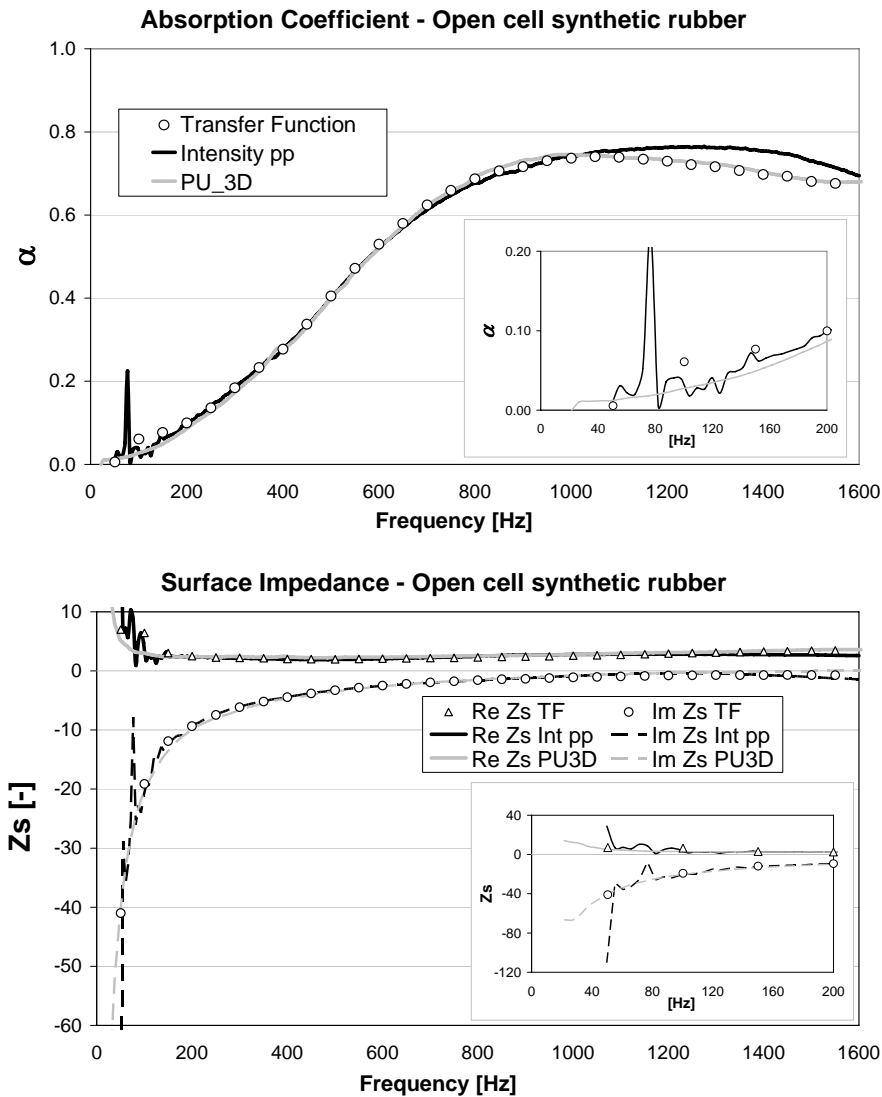 Absorption Coefficient - Open cell synthetic rubber
1.0
0.8
0.6
0.4
0.2
0.0
α
Transfer Function
Intensity pp
PU_3D
0.20
0.10
0.00
α
0 40 80 120 160 200
[Hz]
0 200 400 600 800 1000 1200 1400 1600
Frequency [Hz]
Surface Impedance - Open cell synthetic rubber
10
0
-10
-20
-30
-40
-50
-60
Zs [-]
Re Zs TF Im Zs TF
Re Zs Int pp Im Zs Int pp
Re Zs PU3D Im Zs PU3D
40
0
-40
-80
-120
Zs
0 40 80 120 160 200
[Hz]
0 200 400 600 800 1000 1200 1400 1600
Frequency [Hz]